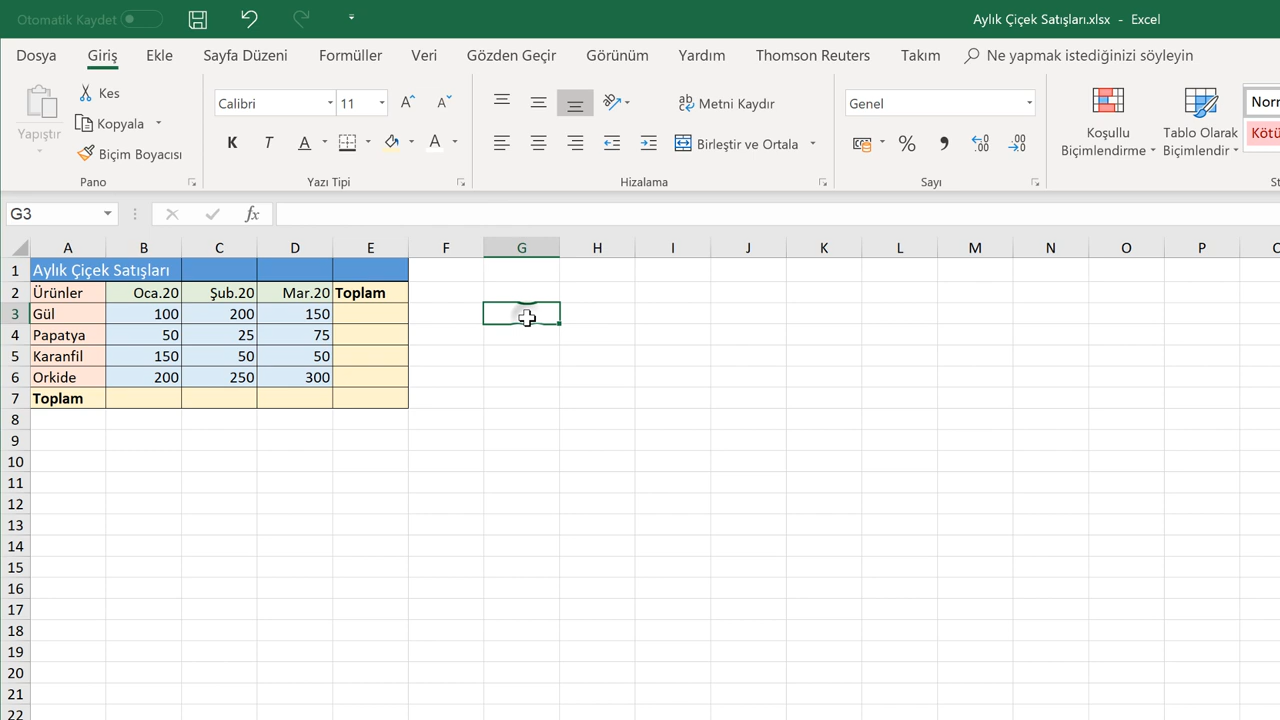 Otomatik Kaydet
Aylık Çiçek Satışları.xlsx - Excel
Dosya Giriş Ekle Sayfa Düzeni Formüller Veri Gözden Geçir Görünüm Yardım Thomson Reuters Takım Ne yapmak istediğinizi söyleyin
Yapıştır
Kes
Kopyala
Biçim Boyacısı
Pano
Calibri 11
K T A A
Yazı Tipi
Metni Kaydır
Birleştir ve Ortala
Hizalama
Genel
%
Sayı
Koşullu
Biçimlendirme
Tablo Olarak
Biçimlendir
G3 fx
A B C D E F G H I J K L M N O P
1 Aylık Çiçek Satışları
2 Ürünler Oca.20 Şub.20 Mar.20 Toplam
3 Gül 100 200 150
4 Papatya 50 25 75
5 Karanfil 150 50 50
6 Orkide 200 250 300
7 Toplam
8
9
10
11
12
13
14
15
16
17
18
19
20
21
22